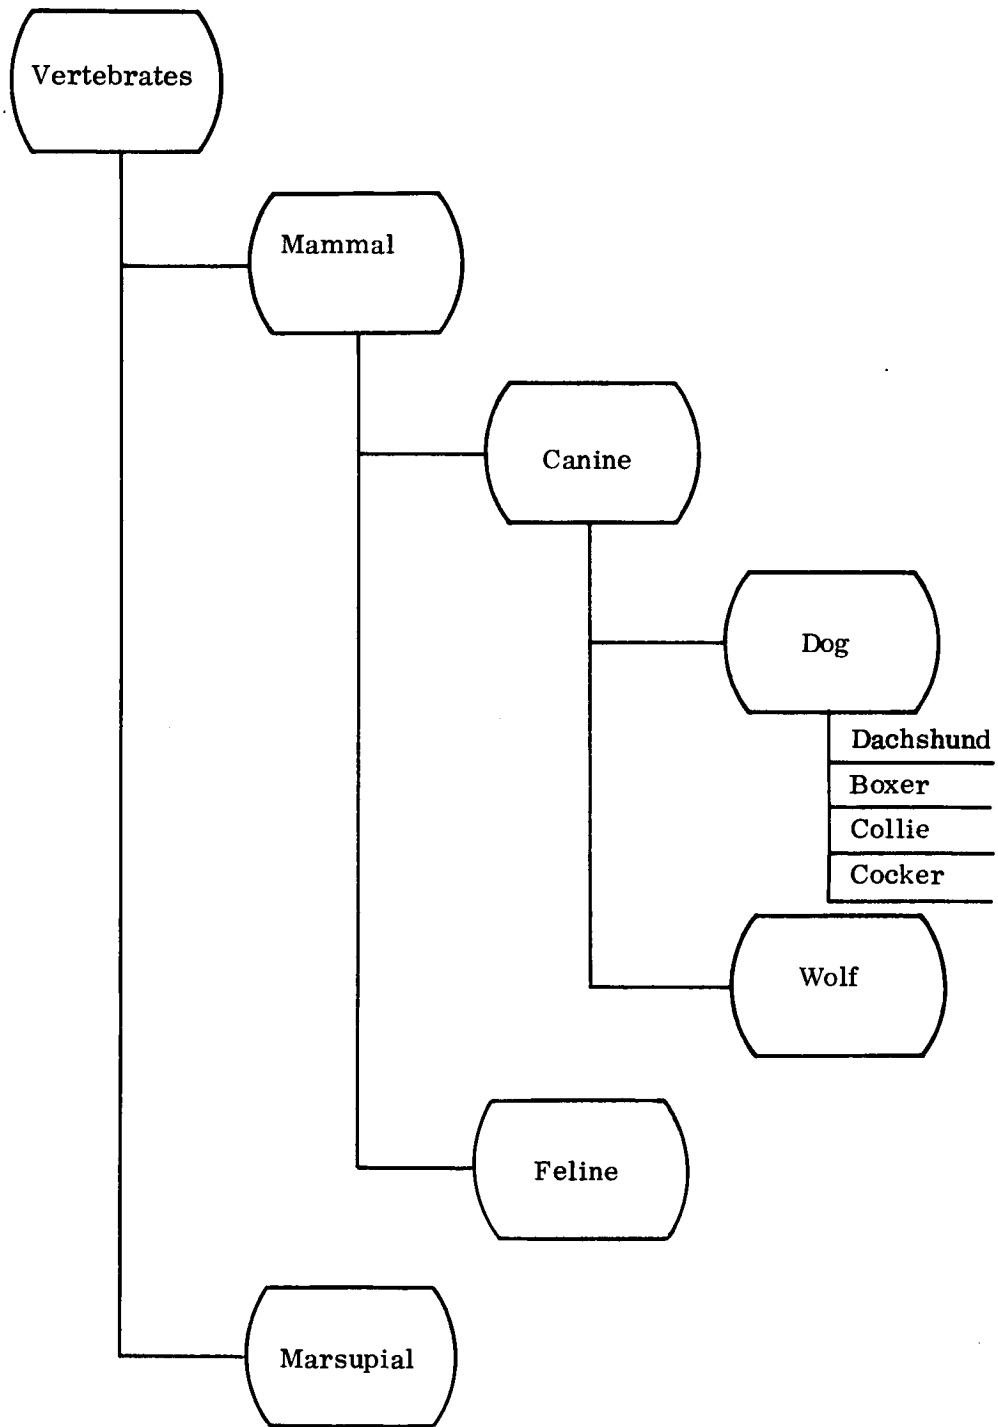 Vertebrates
Mammal
Canine
Dog
Dachshund
Boxer
Collie
Cocker
Wolf
Feline
Marsupial